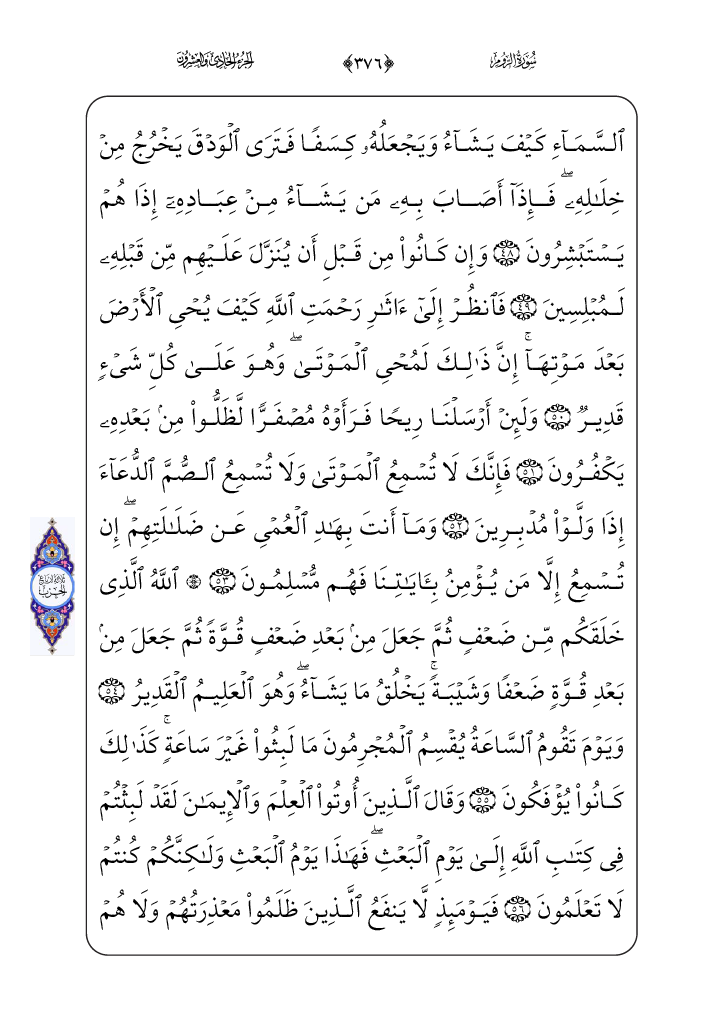 سُورَةُ الرُّومِ
﴿٣٧٦﴾
الجزء الحادي والعشرون
ٱلسَّمَآءِ كَيۡفَ يَشَآءُ وَيَجۡعَلُهُۥ كِسَفٗا فَتَرَى ٱلۡوَدۡقَ يَخۡرُجُ مِنۡ
خِلَٰلِهِۦۖ فَإِذَآ أَصَابَ بِهِۦ مَن يَشَآءُ مِنۡ عِبَادِهِۦٓ إِذَا هُمۡ
يَسۡتَبۡشِرُونَ ٤٨ وَإِن كَانُواْ مِن قَبۡلِ أَن يُنَزَّلَ عَلَيۡهِم مِّن قَبۡلِهِۦ
لَمُبۡلِسِينَ ٤٩ فَٱنظُرۡ إِلَىٰٓ ءَاثَٰرِ رَحۡمَتِ ٱللَّهِ كَيۡفَ يُحۡيِ ٱلۡأَرۡضَ
بَعۡدَ مَوۡتِهَآۚ إِنَّ ذَٰلِكَ لَمُحۡيِ ٱلۡمَوۡتَىٰۖ وَهُوَ عَلَىٰ كُلِّ شَيۡءٖ
قَدِيرٞ ٥٠ وَلَئِنۡ أَرۡسَلۡنَا رِيحٗا فَرَأَوۡهُ مُصۡفَرّٗا لَّظَلُّواْ مِنۢ بَعۡدِهِۦ
يَكۡفُرُونَ ٥١ فَإِنَّكَ لَا تُسۡمِعُ ٱلۡمَوۡتَىٰ وَلَا تُسۡمِعُ ٱلصُّمَّ ٱلدُّعَآءَ
إِذَا وَلَّوۡاْ مُدۡبِرِينَ ٥٢ وَمَآ أَنتَ بِهَٰدِ ٱلۡعُمۡيِ عَن ضَلَٰلَتِهِمۡۖ إِن
تُسۡمِعُ إِلَّا مَن يُؤۡمِنُ بِـَٔايَٰتِنَا فَهُم مُّسۡلِمُونَ ٥٣ ۞ ٱللَّهُ ٱلَّذِي
خَلَقَكُم مِّن ضَعۡفٖ ثُمَّ جَعَلَ مِنۢ بَعۡدِ ضَعۡفٖ قُوَّةٗ ثُمَّ جَعَلَ مِنۢ
بَعۡدِ قُوَّةٖ ضَعۡفٗا وَشَيۡبَةٗۚ يَخۡلُقُ مَا يَشَآءُۖ وَهُوَ ٱلۡعَلِيمُ ٱلۡقَدِيرُ ٥٤
وَيَوۡمَ تَقُومُ ٱلسَّاعَةُ يُقۡسِمُ ٱلۡمُجۡرِمُونَ مَا لَبِثُواْ غَيۡرَ سَاعَةٖۚ كَذَٰلِكَ
كَانُواْ يُؤۡفَكُونَ ٥٥ وَقَالَ ٱلَّذِينَ أُوتُواْ ٱلۡعِلۡمَ وَٱلۡإِيمَٰنَ لَقَدۡ لَبِثۡتُمۡ
فِي كِتَٰبِ ٱللَّهِ إِلَىٰ يَوۡمِ ٱلۡبَعۡثِۖ فَهَٰذَا يَوۡمُ ٱلۡبَعۡثِ وَلَٰكِنَّكُمۡ كُنتُمۡ
لَا تَعۡلَمُونَ ٥٦ فَيَوۡمَئِذٖ لَّا يَنفَعُ ٱلَّذِينَ ظَلَمُواْ مَعۡذِرَتُهُمۡ وَلَا هُمۡ
ثلاثة أرباع
الحزب